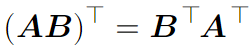 (AB)⊤ = B⊤A⊤